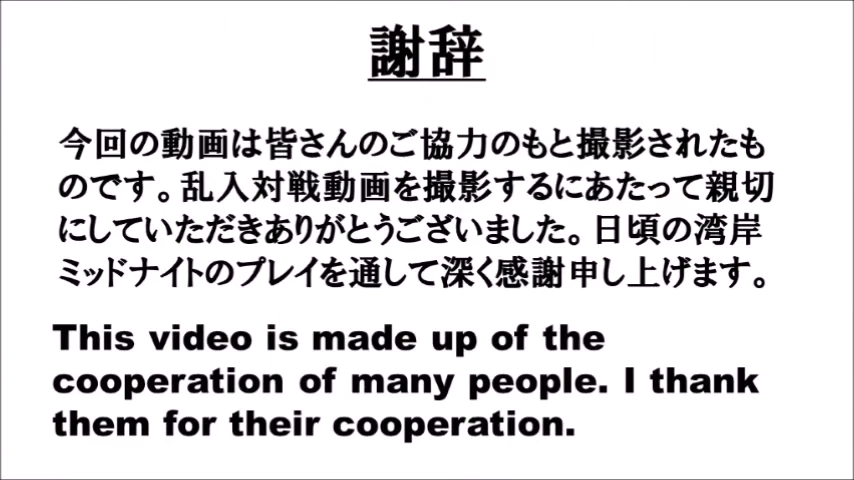 謝辞
今回の動画は皆さんのご協力のもと撮影されたも
のです。乱入対戦動画を撮影するにあたって親切
にしていただきありがとうございました。日頃の湾岸
ミッドナイトのプレイを通して深く感謝申し上げます。
This video is made up of the
cooperation of many people. I thank
them for their cooperation.